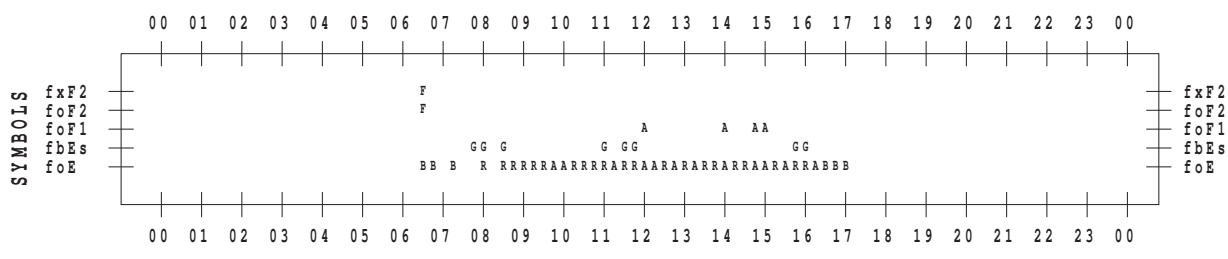 00 01 02 03 04 05 06 07 08 09 10 11 12 13 14 15 16 17 18 19 20 21 22 23 00
SYMBOLS
fxF2 F fxF2
foF2 F foF2
foF1 A A AA foF1
fbEs GG G G GG GG fbEs
foE BB B R RRRRRAARRRRARRAARARARRARRAARARRABBB foE
00 01 02 03 04 05 06 07 08 09 10 11 12 13 14 15 16 17 18 19 20 21 22 23 00